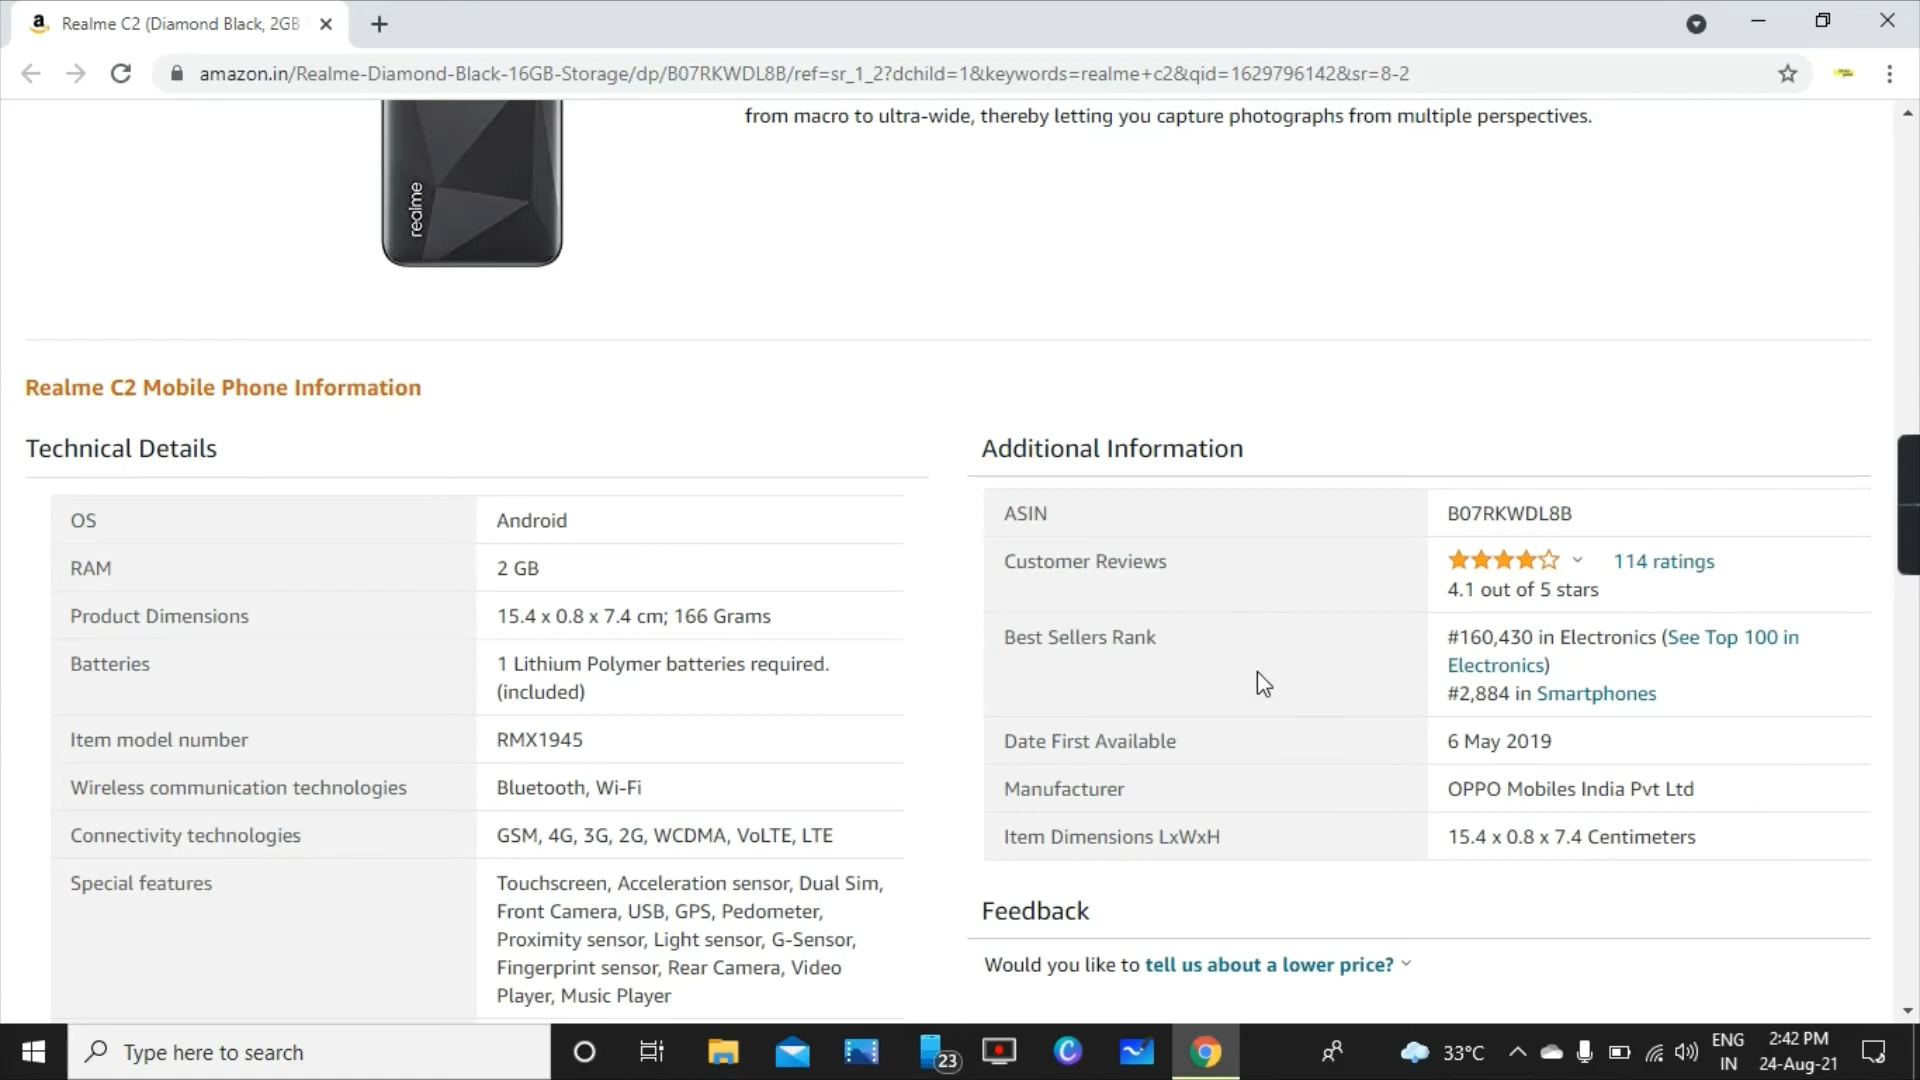 Realme C2 (Diamond Black, 2GB
amazon.in/Realme-Diamond-Black-16GB-Storage/dp/B07RKWDL8B/ref=sr_1_2?dchild=1&keywords=realme+c2&qid=1629796142&sr=8-2
from macro to ultra-wide, thereby letting you capture photographs from multiple perspectives.
realme
Realme C2 Mobile Phone Information
Technical Details
OS Android
RAM 2 GB
Product Dimensions 15.4 x 0.8 x 7.4 cm; 166 Grams
Batteries 1 Lithium Polymer batteries required.
(included)
Item model number RMX1945
Wireless communication technologies Bluetooth, Wi-Fi
Connectivity technologies GSM, 4G, 3G, 2G, WCDMA, VoLTE, LTE
Special features Touchscreen, Acceleration sensor, Dual Sim,
Front Camera, USB, GPS, Pedometer,
Proximity sensor, Light sensor, G-Sensor,
Fingerprint sensor, Rear Camera, Video
Player, Music Player
Additional Information
ASIN B07RKWDL8B
Customer Reviews 114 ratings
4.1 out of 5 stars
Best Sellers Rank #160,430 in Electronics (See Top 100 in
Electronics)
#2,884 in Smartphones
Date First Available 6 May 2019
Manufacturer OPPO Mobiles India Pvt Ltd
Item Dimensions LxWxH 15.4 x 0.8 x 7.4 Centimeters
Feedback
Would you like to tell us about a lower price?
Type here to search
23
33°C
ENG
IN
2:42 PM
24-Aug-21